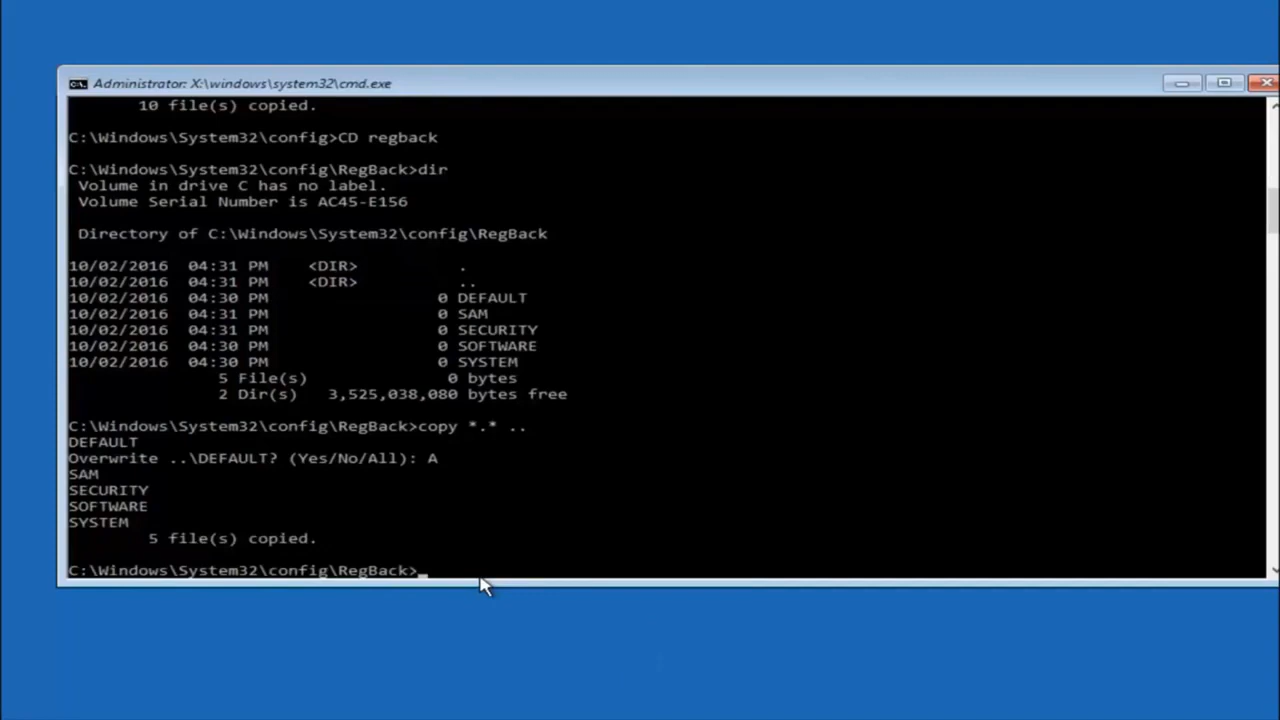 Administrator: X:\windows\system32\cmd.exe
10 file(s) copied.
C:\Windows\System32\config>CD regback
C:\Windows\System32\config\RegBack>dir
Volume in drive C has no label.
Volume Serial Number is AC45-E156
Directory of C:\Windows\System32\config\RegBack
10/02/2016 04:31 PM <DIR> .
10/02/2016 04:31 PM <DIR> ..
10/02/2016 04:30 PM 0 DEFAULT
10/02/2016 04:31 PM 0 SAM
10/02/2016 04:31 PM 0 SECURITY
10/02/2016 04:30 PM 0 SOFTWARE
10/02/2016 04:30 PM 0 SYSTEM
5 File(s) 0 bytes
2 Dir(s) 3,525,038,080 bytes free
C:\Windows\System32\config\RegBack>copy *.* ..
DEFAULT
Overwrite ..\DEFAULT? (Yes/No/All): A
SAM
SECURITY
SOFTWARE
SYSTEM
5 file(s) copied.
C:\Windows\System32\config\RegBack>_